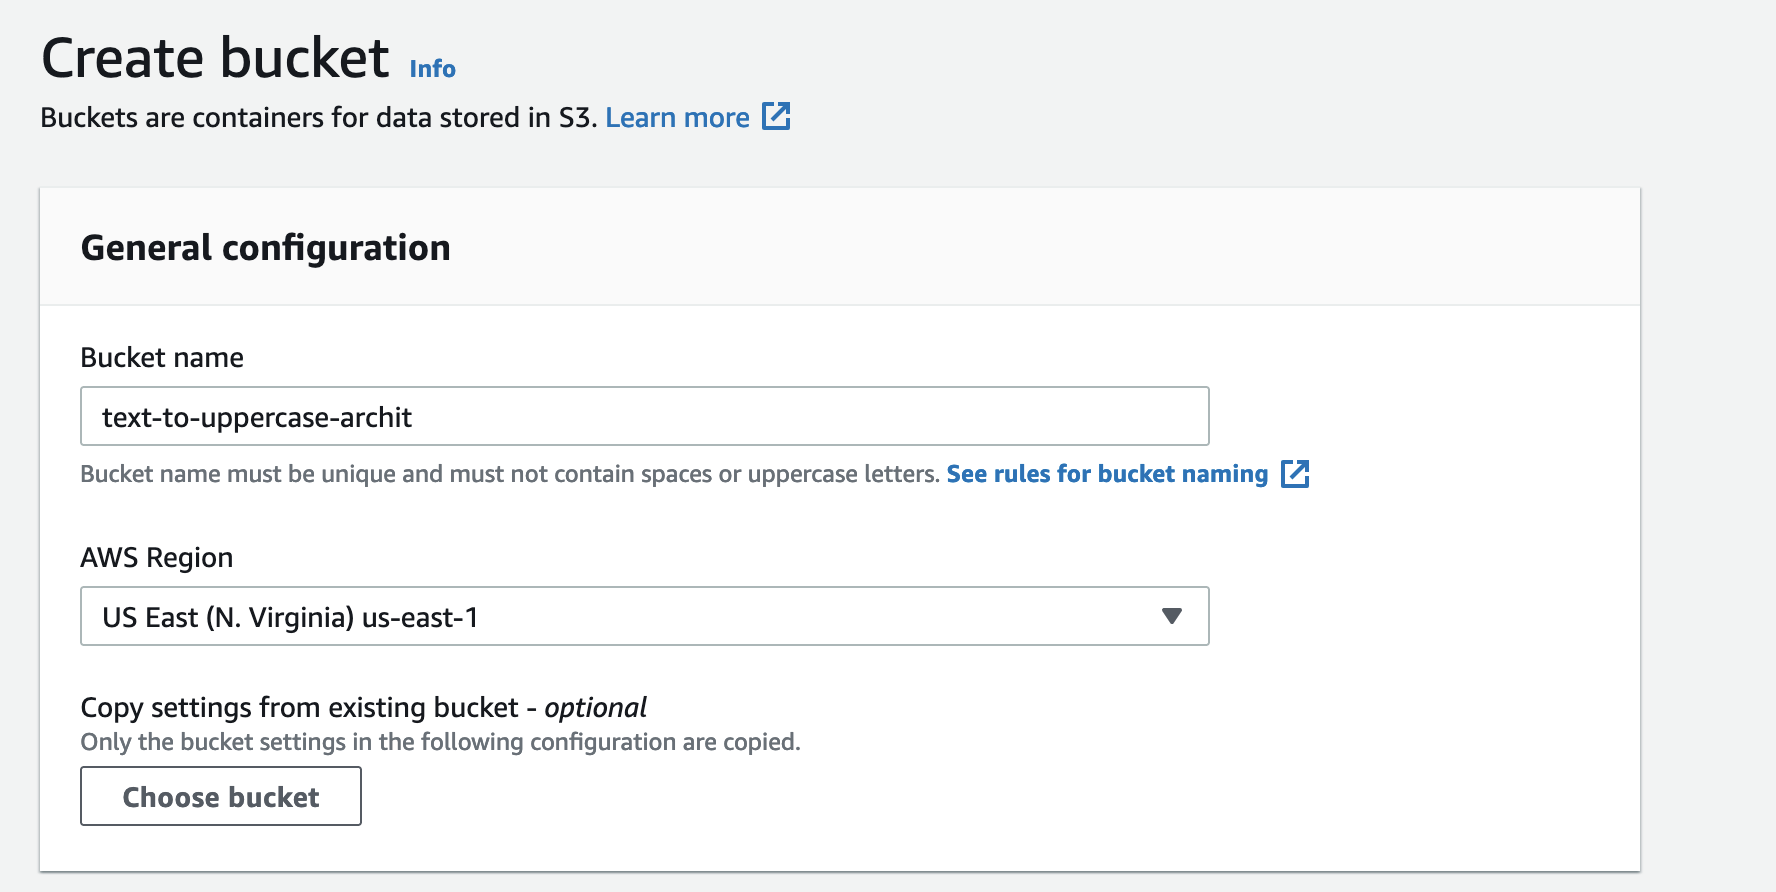 Create bucket Info
Buckets are containers for data stored in S3. Learn more
General configuration
Bucket name
text-to-uppercase-archit
Bucket name must be unique and must not contain spaces or uppercase letters. See rules for bucket naming
AWS Region
US East (N. Virginia) us-east-1
Copy settings from existing bucket - optional
Only the bucket settings in the following configuration are copied.
Choose bucket